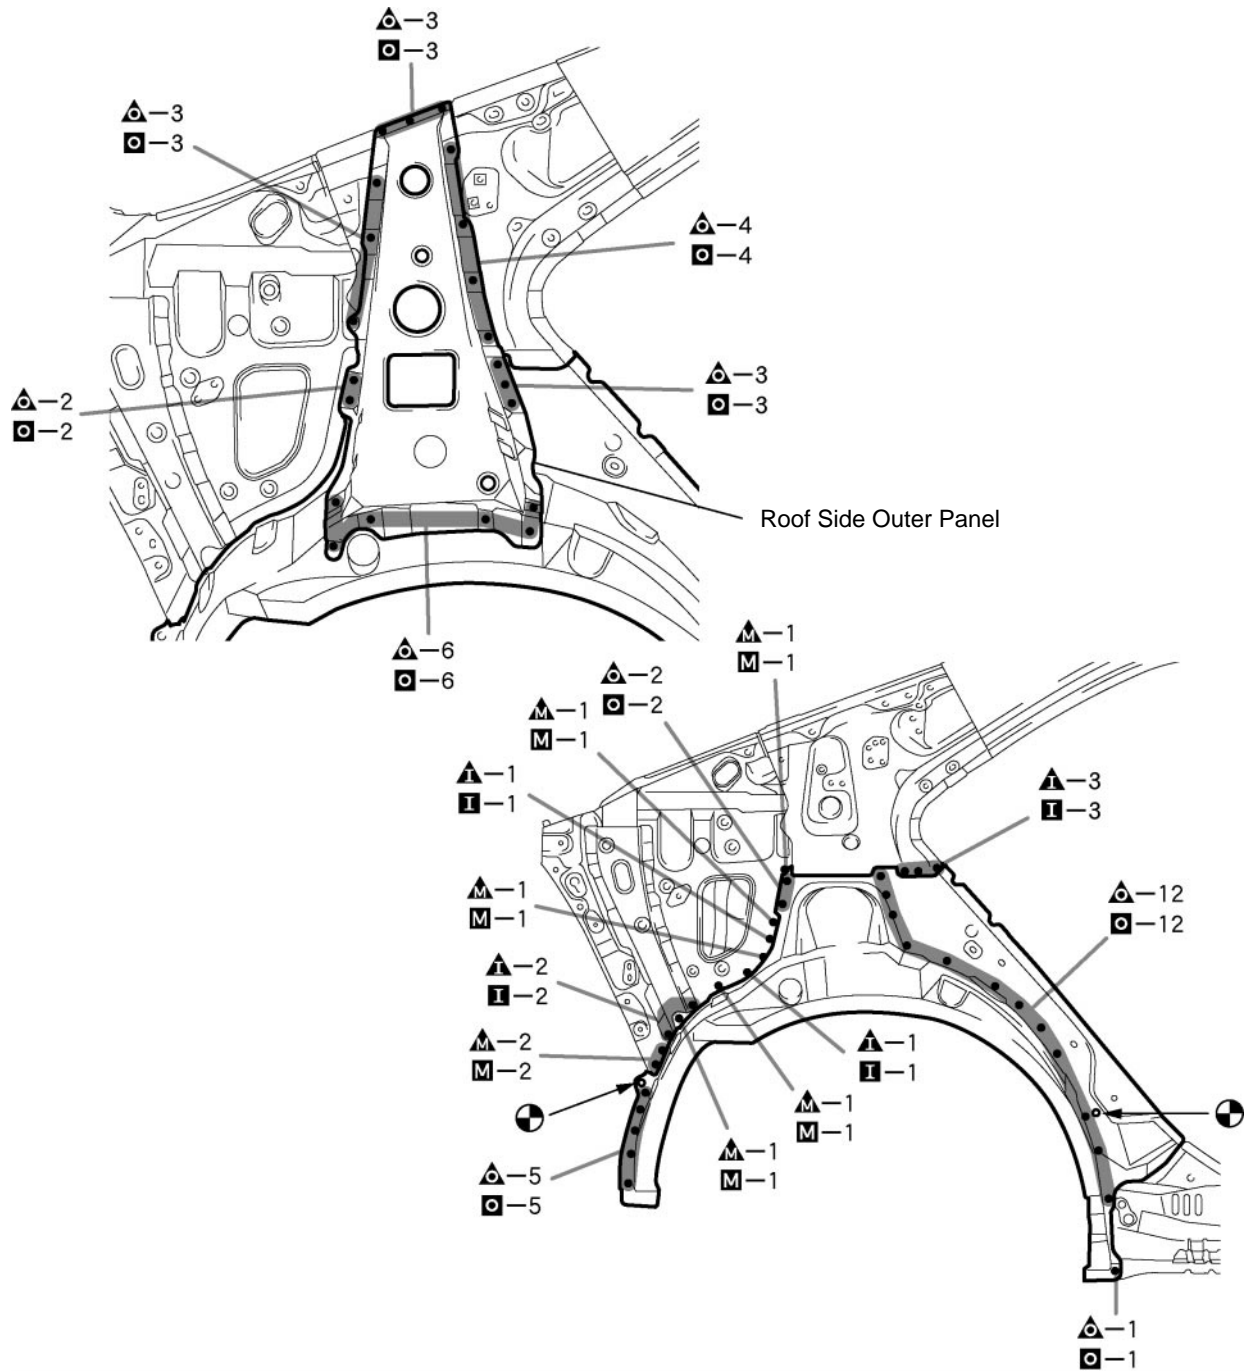 O—3
O—3
O—3
O—3
O—4
O—4
O—3
O—3
O—2
O—2
Roof Side Outer Panel
O—6
O—6
M—1
M—1
O—2
O—2
M—1
M—1
I—1
I—1
I—3
I—3
M—1
M—1
O—12
O—12
I—2
I—2
M—2
M—2
I—1
I—1
M—1
M—1
M—1
M—1
O—5
O—5
O—1
O—1